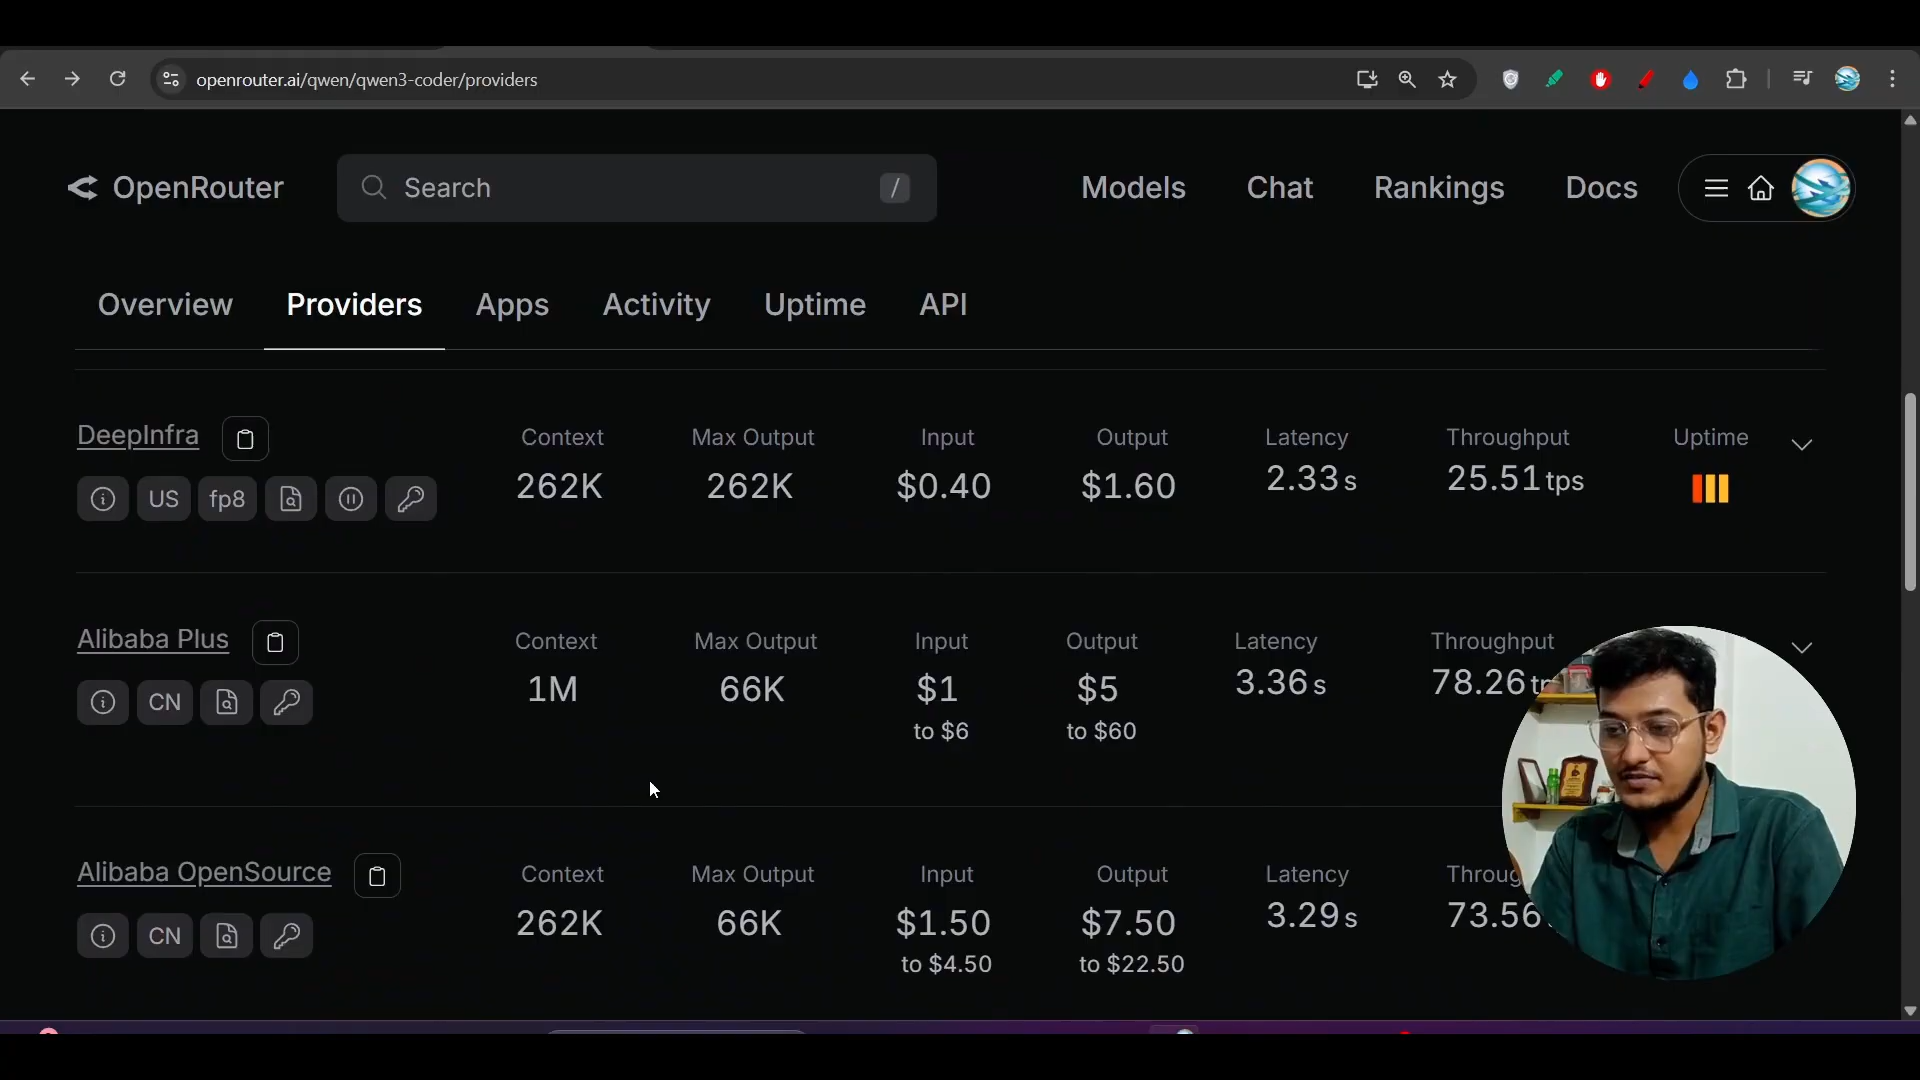 openrouter.ai/qwen/qwen3-coder/providers
OpenRouter
Search
/
Models
Chat
Rankings
Docs
Overview
Providers
Apps
Activity
Uptime
API
DeepInfra
US
fp8
Context
262K
Max Output
262K
Input
$0.40
Output
$1.60
Latency
2.33s
Throughput
25.51tps
Uptime
Alibaba Plus
CN
Context
1M
Max Output
66K
Input
$1
to $6
Output
$5
to $60
Latency
3.36s
Throughput
78.26
Alibaba OpenSource
CN
Context
262K
Max Output
66K
Input
$1.50
to $4.50
Output
$7.50
to $22.50
Latency
3.29s
73.56